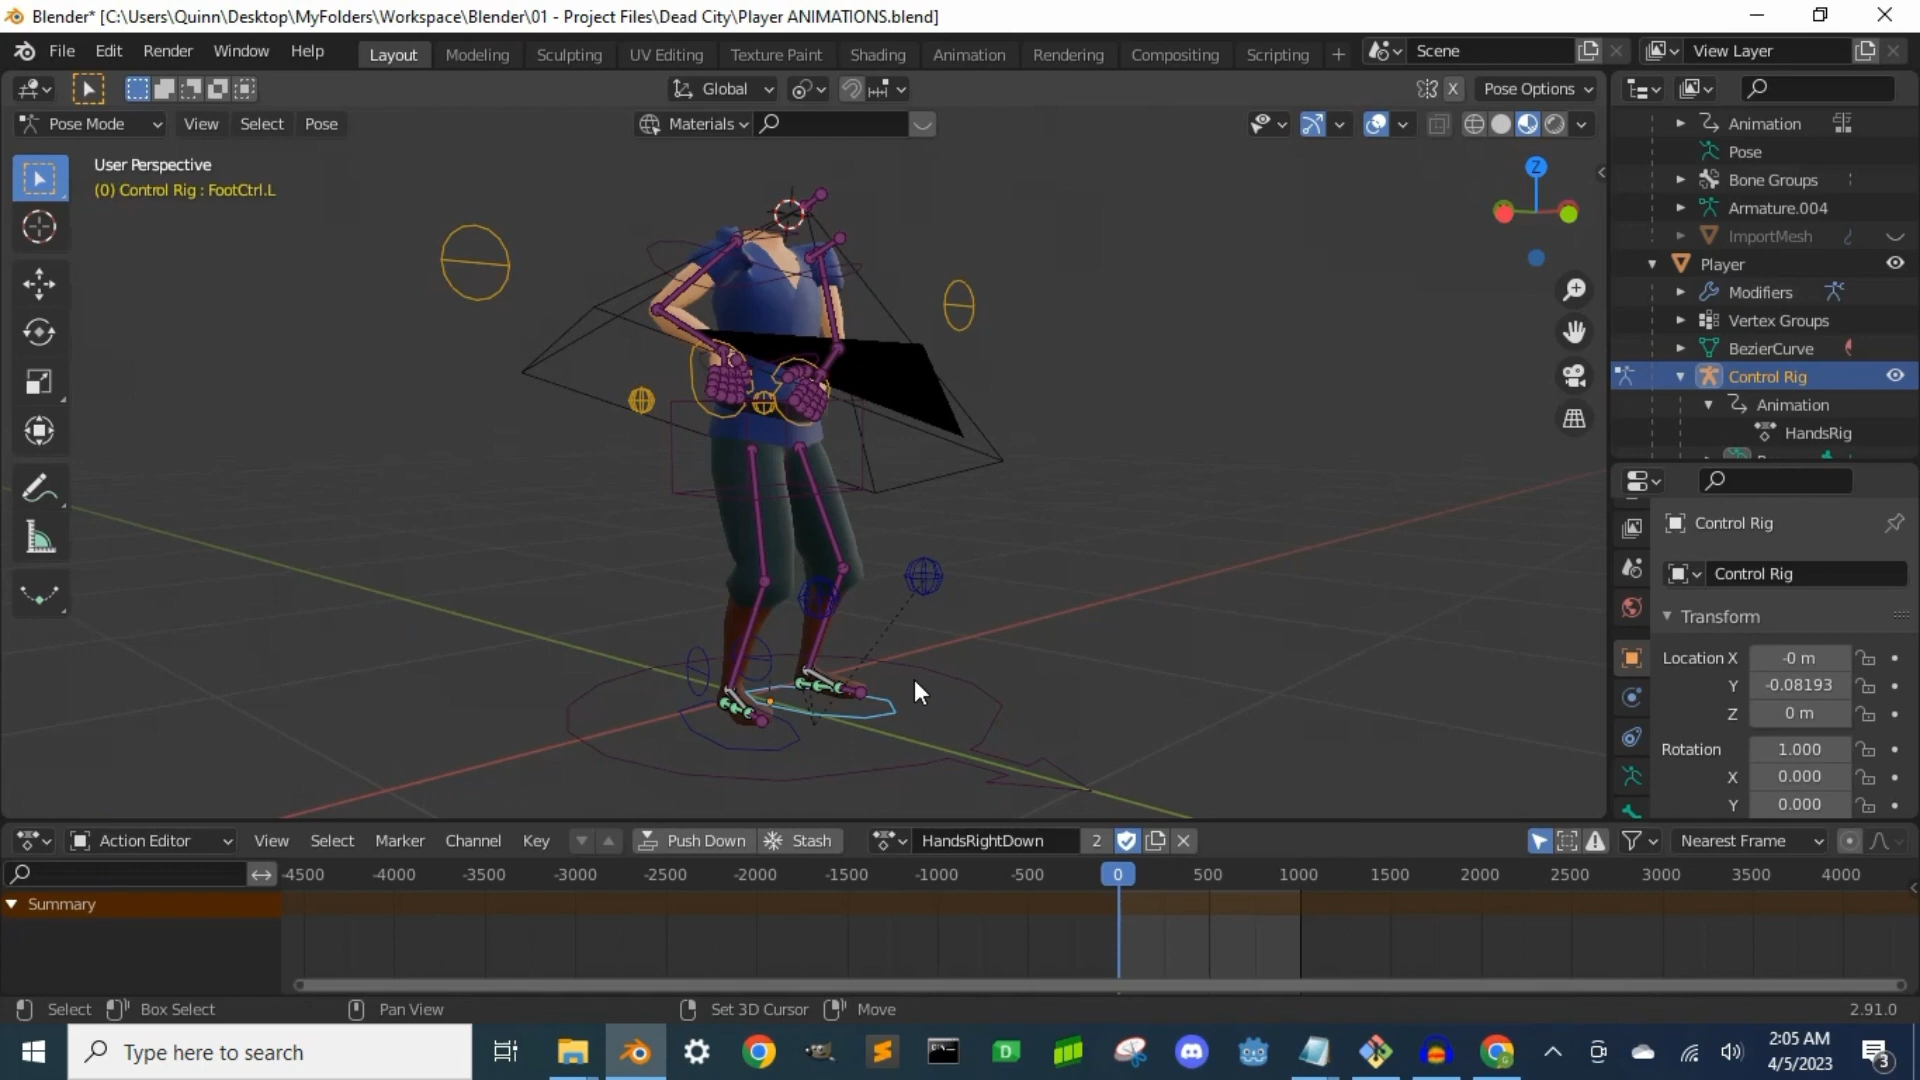 Blender* [C:\Users\Quinn\Desktop\MyFolders\Workspace\Blender\01 - Project Files\Dead City\Player ANIMATIONS.blend]
File Edit Render Window Help Layout Modeling Sculpting UV Editing Texture Paint Shading Animation Rendering Compositing Scripting + Scene View Layer
Global X Pose Options
Pose Mode View Select Pose Materials
User Perspective
(0) Control Rig : FootCtrl.L
Z
Animation
Pose
Bone Groups
Armature.004
ImportMesh
Player
Modifiers
Vertex Groups
BezierCurve
Control Rig
Animation
HandsRig
Control Rig
Control Rig
Transform
Location X -0 m
Y -0.08193
Z 0 m
Rotation 1.000
X 0.000
Y 0.000
Action Editor View Select Marker Channel Key Push Down Stash HandsRightDown 2 Nearest Frame
-4500 -4000 -3500 -3000 -2500 -2000 -1500 -1000 -500 0 500 1000 1500 2000 2500 3000 3500 4000
Summary
Select Box Select Pan View Set 3D Cursor Move 2.91.0
Type here to search
2:05 AM
4/5/2023
3